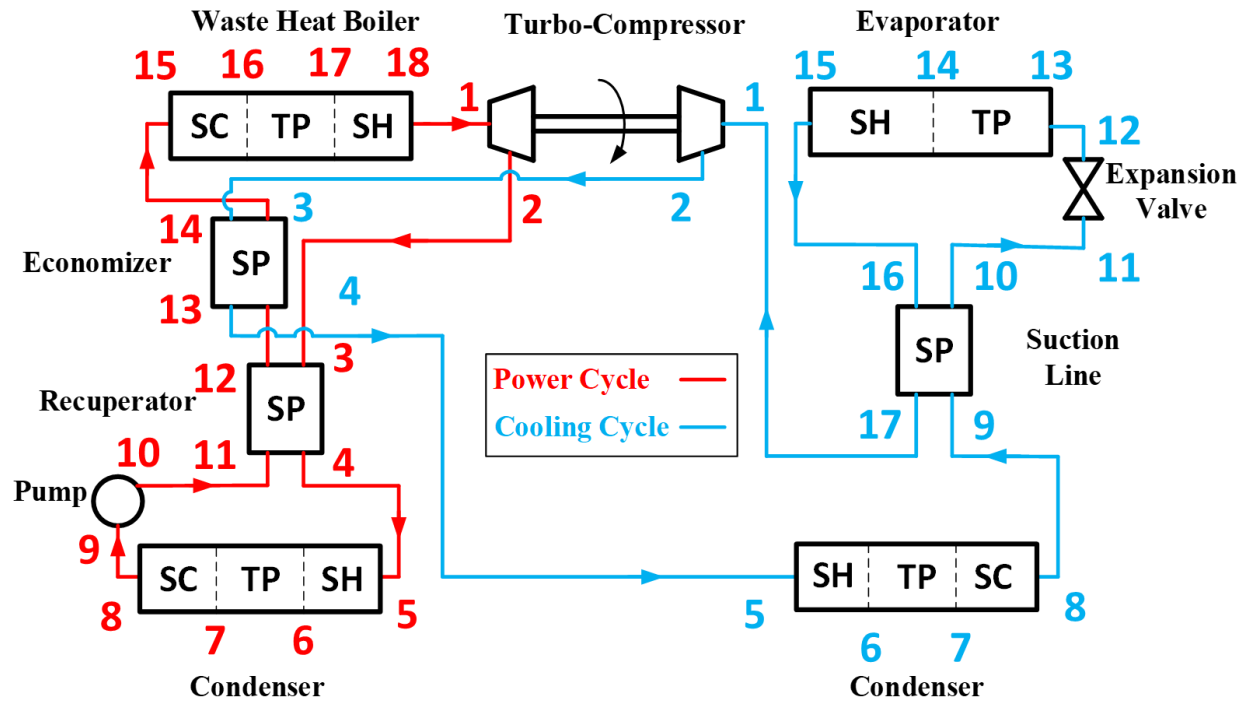 Waste Heat Boiler
Turbo-Compressor
Evaporator
15 16 17 18
SC TP SH
1
1
15 14 13
SH TP
12
Expansion
Valve
2
2
3
14
Economizer
SP
13
4
16 10 11
SP
Suction
Line
3
12
Recuperator
SP
Power Cycle
Cooling Cycle
17 9
10 11 4
Pump
9
SC TP SH
8 7 6 5
Condenser
SH TP SC
5 6 7 8
Condenser